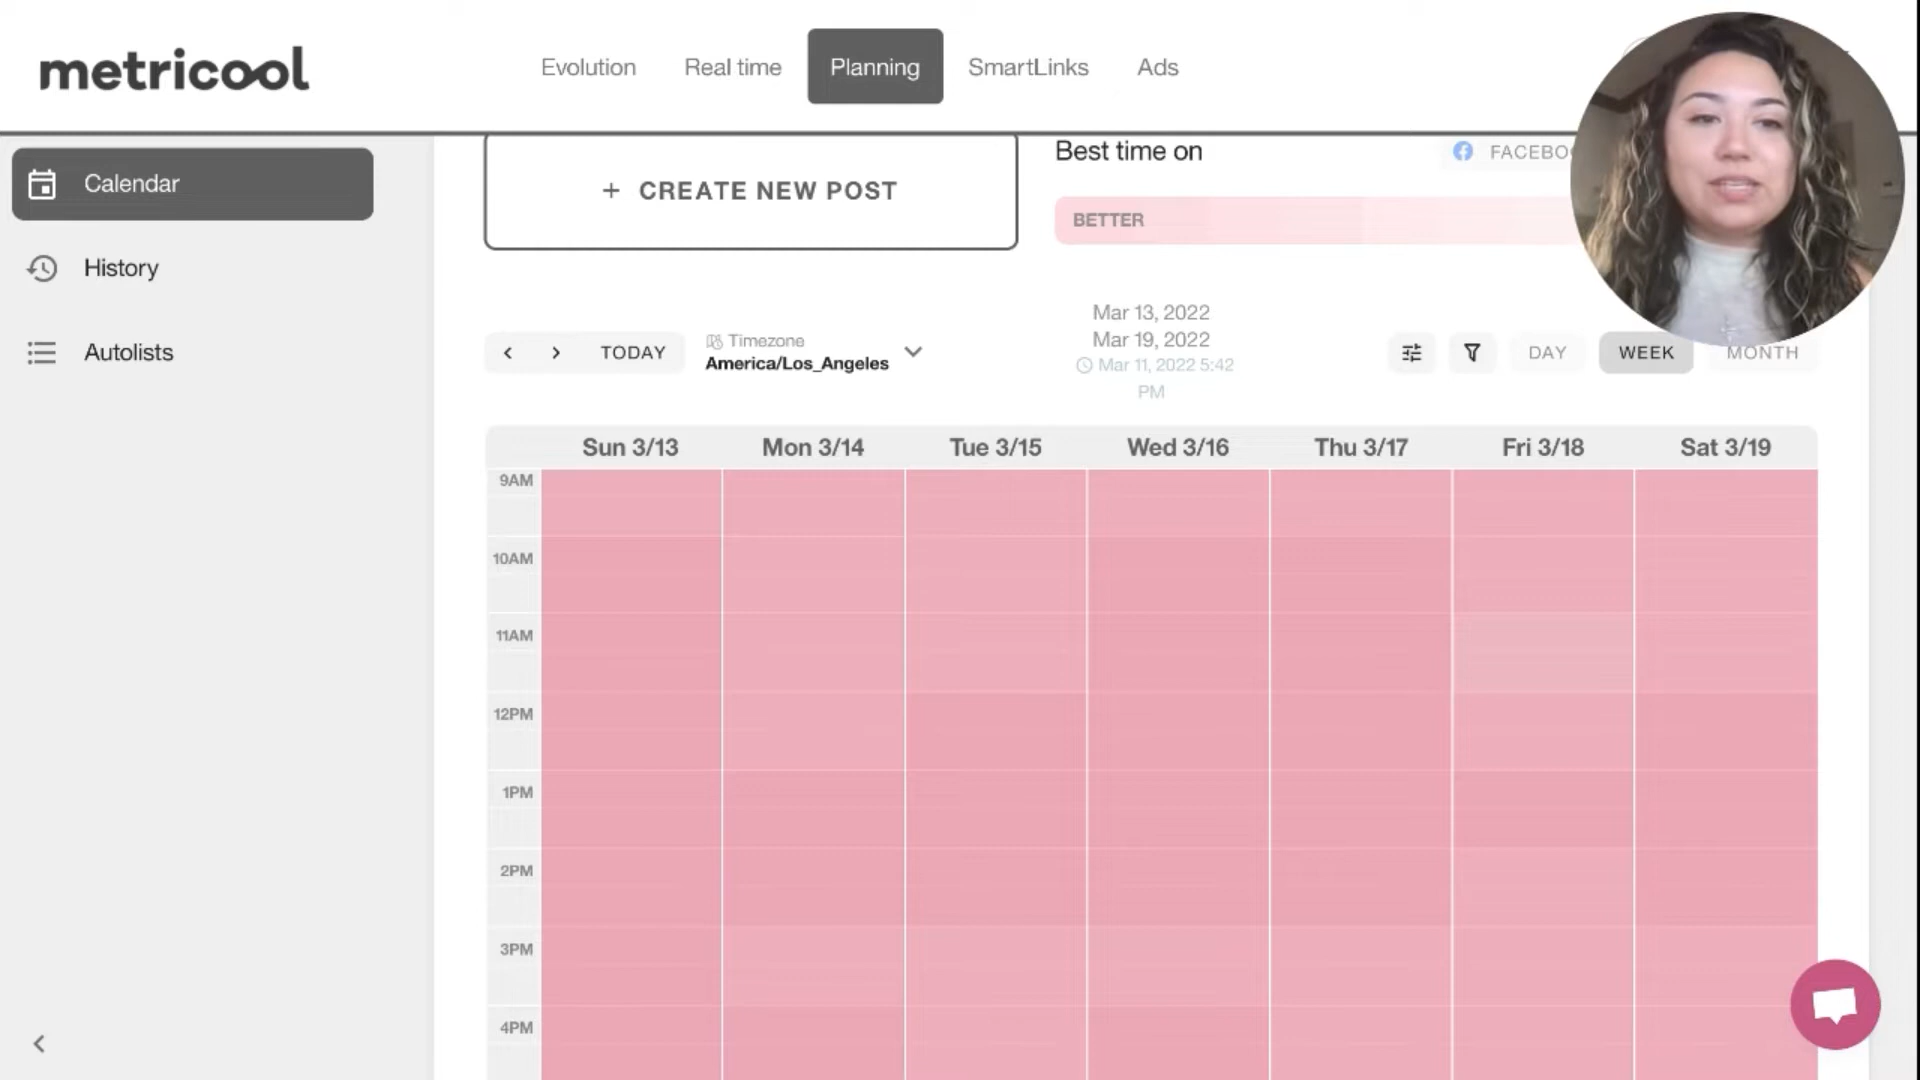 metricool
Evolution
Real time
Planning
SmartLinks
Ads
Calendar
History
Autolists
+ CREATE NEW POST
Best time on
BETTER
TODAY
Timezone
America/Los_Angeles
Mar 13, 2022
Mar 19, 2022
Mar 11, 2022 5:42
PM
DAY
WEEK
MONTH
Sun 3/13
Mon 3/14
Tue 3/15
Wed 3/16
Thu 3/17
Fri 3/18
Sat 3/19
9AM
10AM
11AM
12PM
1PM
2PM
3PM
4PM